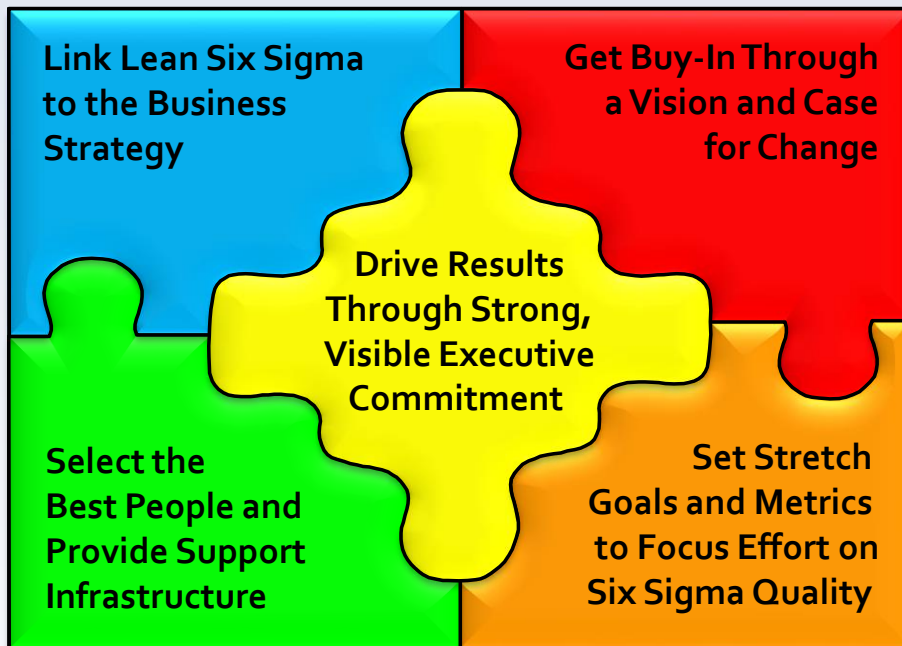 Link Lean Six Sigma
to the Business
Strategy
Get Buy-In Through
a Vision and Case
for Change
Drive Results
Through Strong,
Visible Executive
Commitment
Select the
Best People and
Provide Support
Infrastructure
Set Stretch
Goals and Metrics
to Focus Effort on
Six Sigma Quality